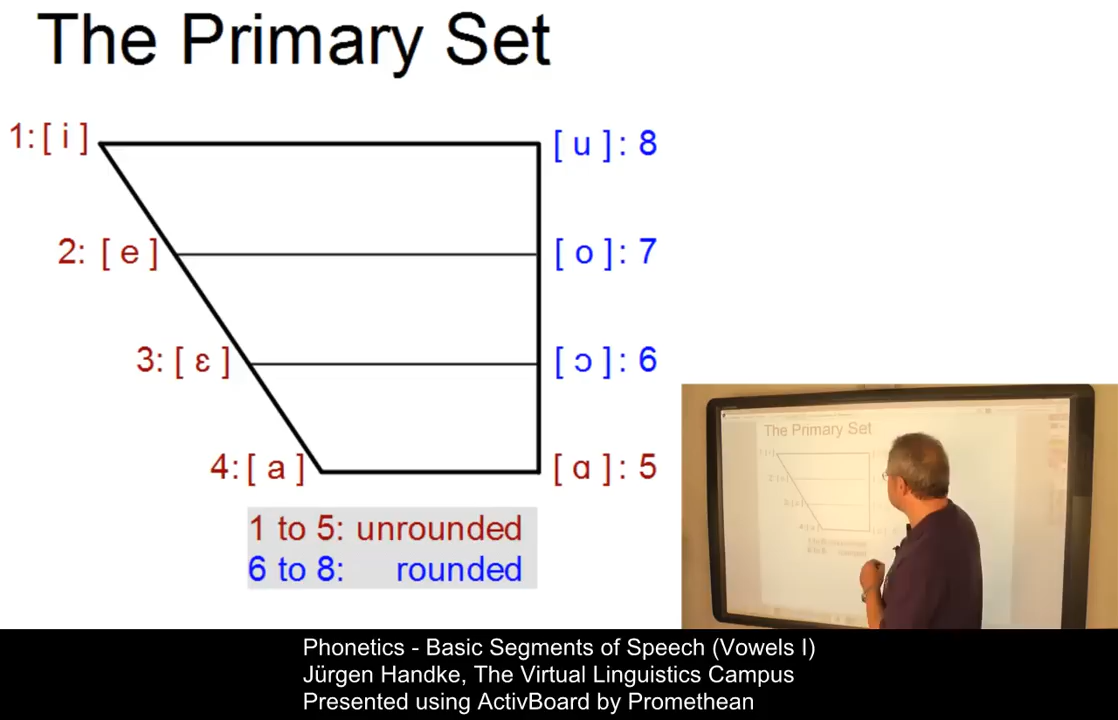 The Primary Set
1: [ i ] [ u ]: 8
2: [ e ] [ o ]: 7
3: [ ɛ ] [ ɔ ]: 6
4: [ a ] [ ɑ ]: 5
1 to 5: unrounded
6 to 8: rounded
The Primary Set
Phonetics - Basic Segments of Speech (Vowels I)
Jürgen Handke, The Virtual Linguistics Campus
Presented using ActivBoard by Promethean